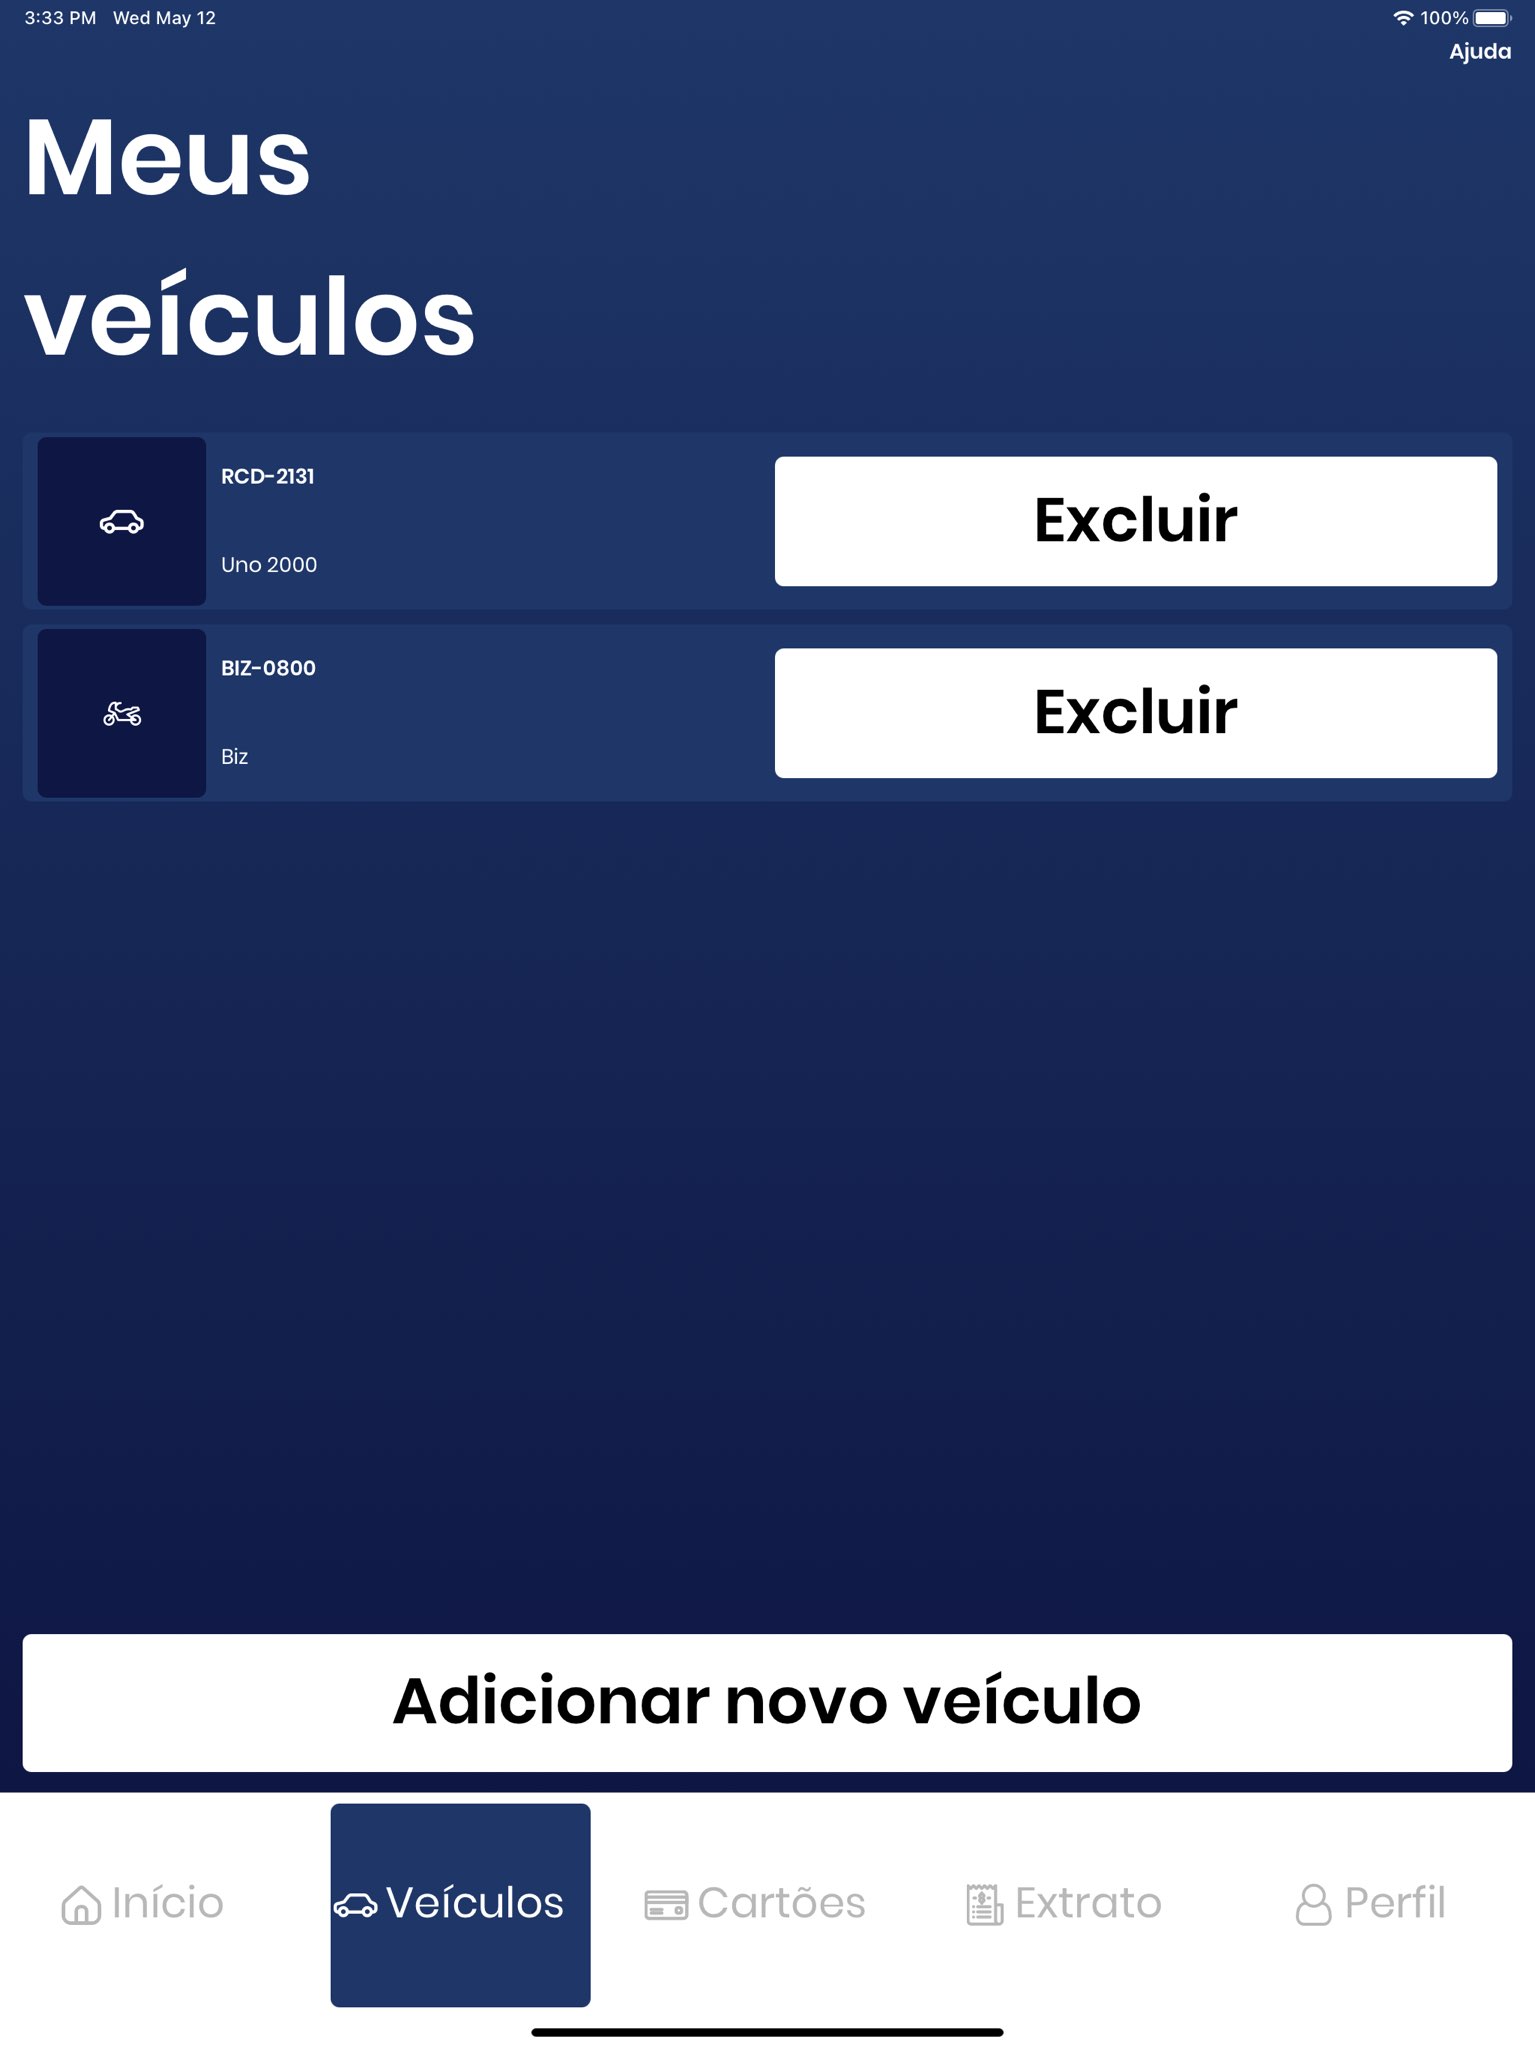 3:33 PM Wed May 12
100%
Ajuda
Meus
veículos
RCD-2131
Uno 2000
Excluir
BIZ-0800
Biz
Excluir
Adicionar novo veículo
Início
Veículos
Cartões
Extrato
Perfil